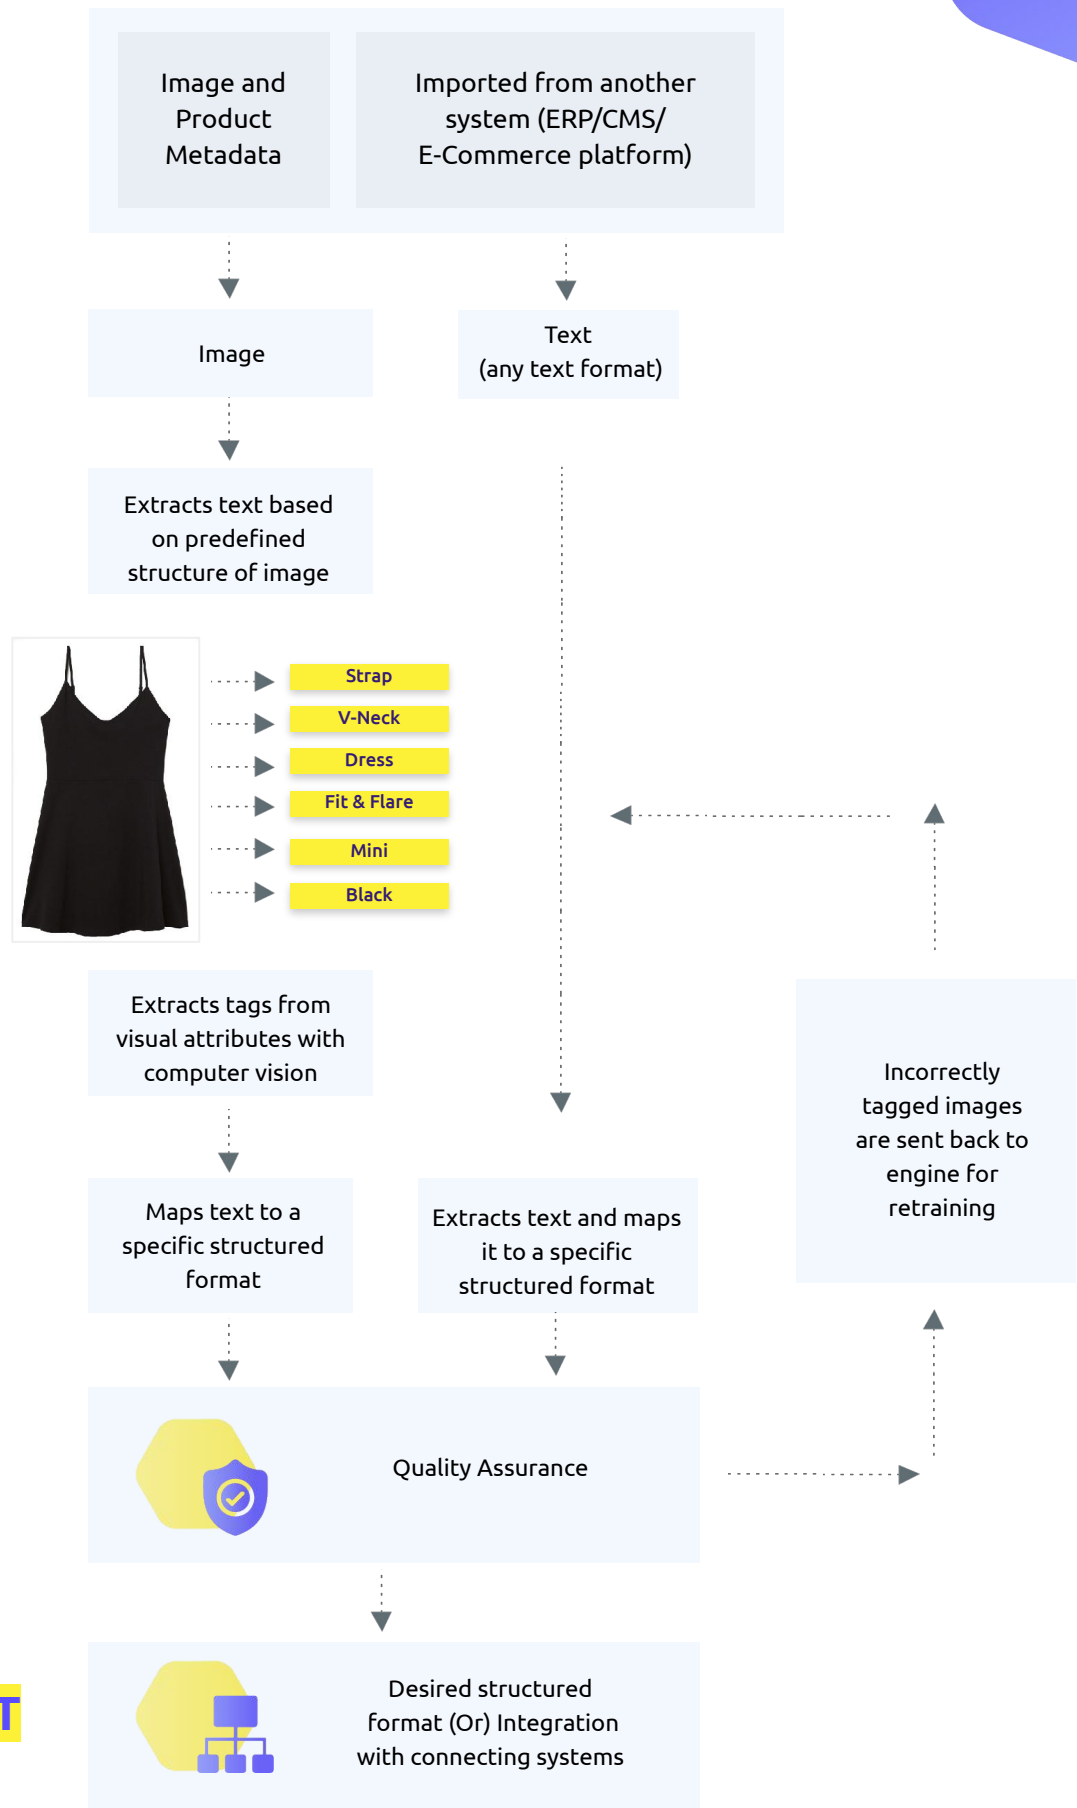 Image and
Product
Metadata
Imported from another
system (ERP/CMS/
E-Commerce platform)
Image
Text
(any text format)
Extracts text based
on predefined
structure of image
Strap
V-Neck
Dress
Fit & Flare
Mini
Black
Extracts tags from
visual attributes with
computer vision
Maps text to a
specific structured
format
Extracts text and maps
it to a specific
structured format
Incorrectly
tagged images
are sent back to
engine for
retraining
Quality Assurance
T
Desired structured
format (Or) Integration
with connecting systems